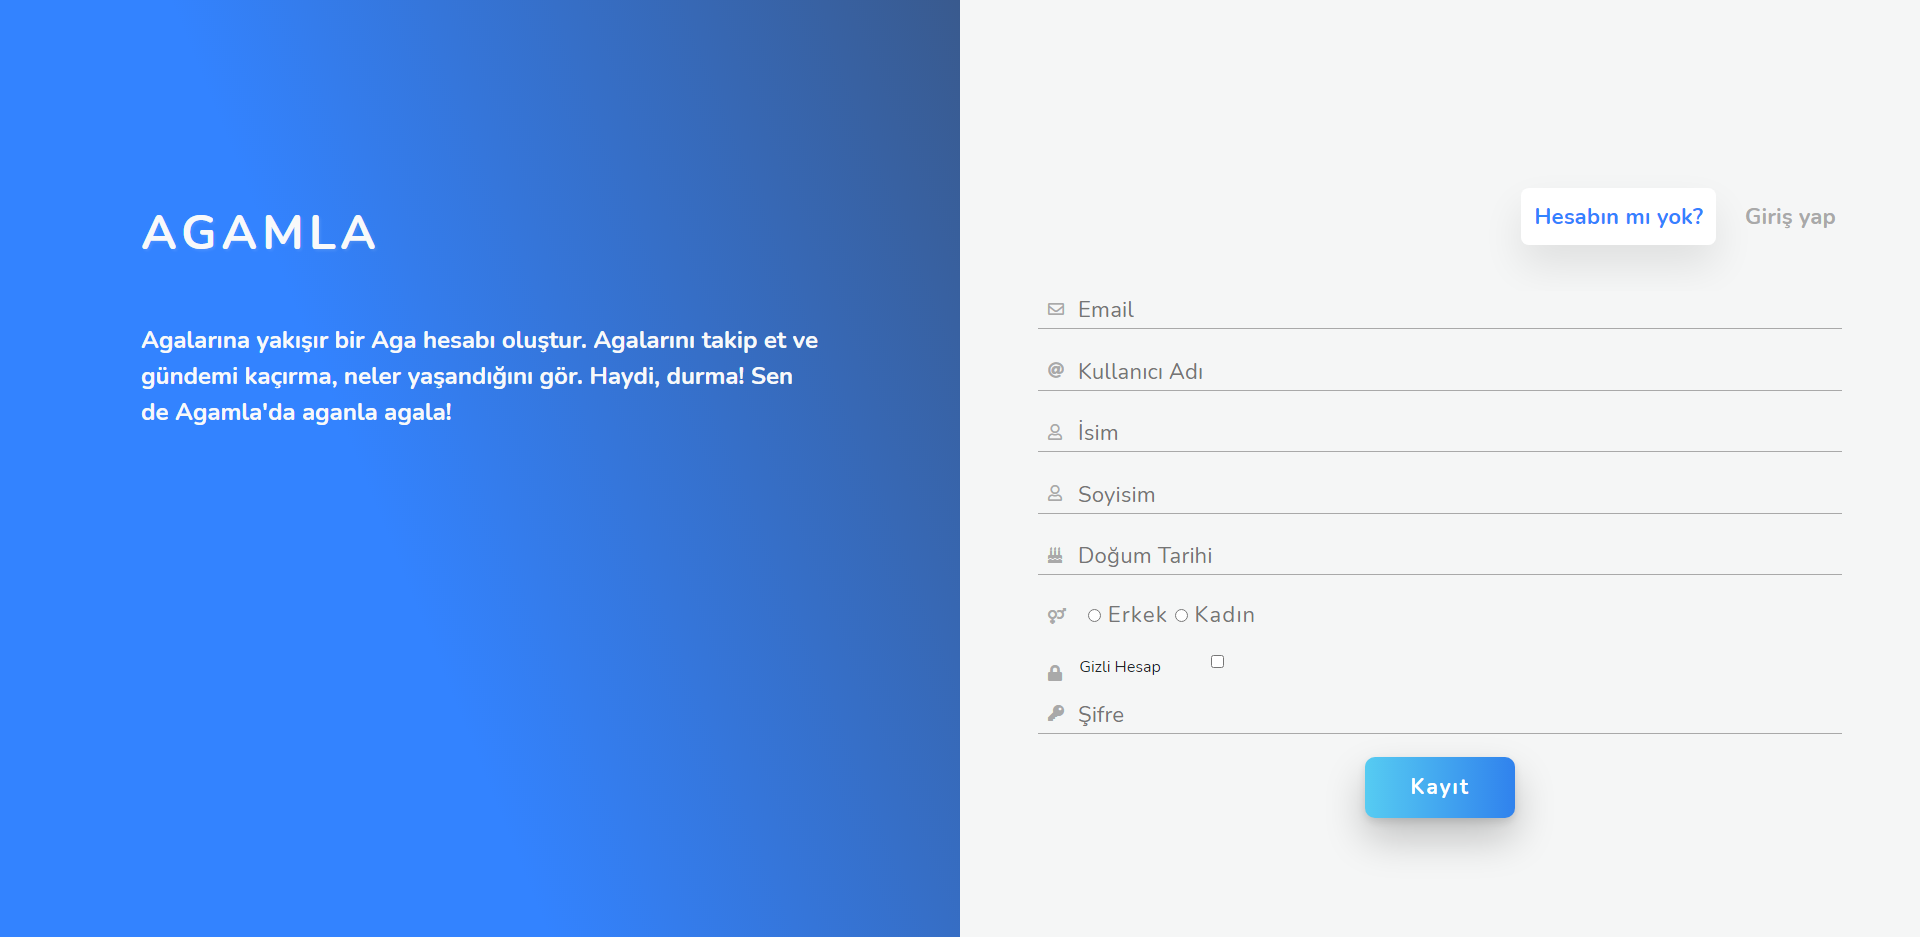 AGAMLA
Agalarına yakışır bir Aga hesabı oluştur. Agalarını takip et ve
gündemi kaçırma, neler yaşandığını gör. Haydi, durma! Sen
de Agamla'da aganla agala!
Hesabın mı yok?
Giriş yap
Email
Kullanıcı Adı
İsim
Soyisim
Doğum Tarihi
Erkek Kadın
Gizli Hesap
Şifre
Kayıt